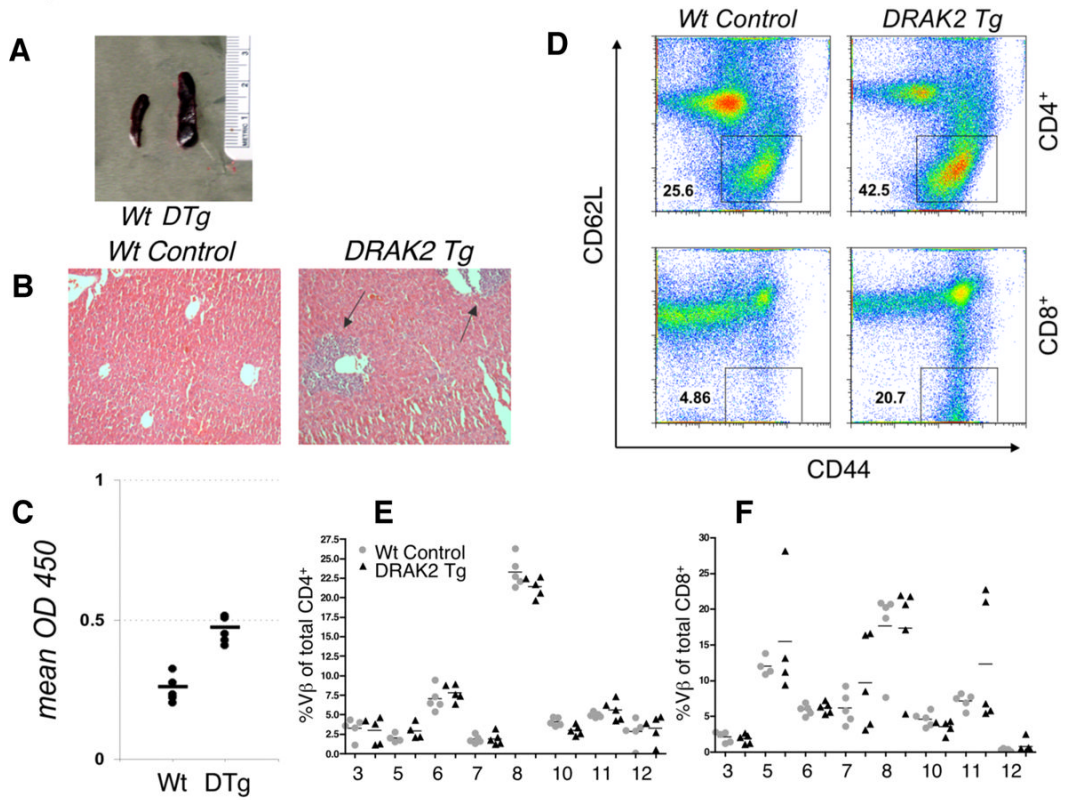 A
METRIC 1 2 3
Wt DTg
B
Wt Control DRAK2 Tg
C
mean OD 450
1
0.5
0
Wt DTg
D
Wt Control DRAK2 Tg
CD62L
25.6 42.5
CD4+
4.86 20.7
CD8+
CD44
E
%Vβ of total CD4+
Wt Control
DRAK2 Tg
27.5
25.0
22.5
20.0
17.5
15.0
12.5
10.0
7.5
5.0
2.5
0.0
3 5 6 7 8 10 11 12
F
%Vβ of total CD8+
30
25
20
15
10
5
0
3 5 6 7 8 10 11 12